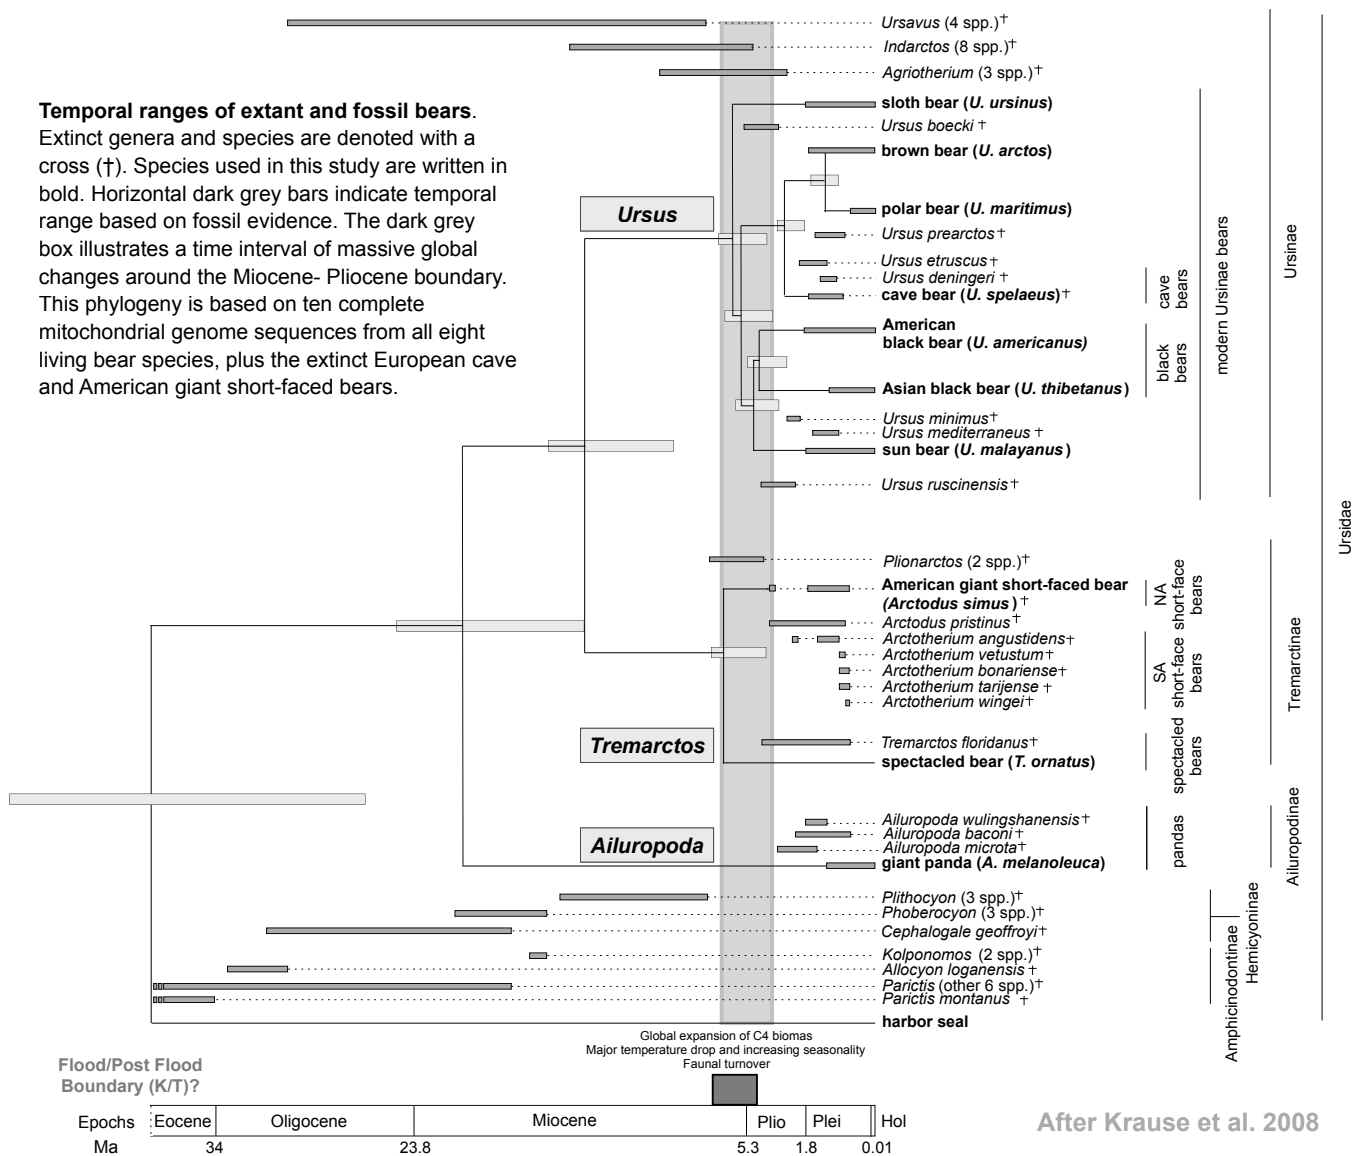 Ursavus (4 spp.)†
Indarctos (8 spp.)†
Agriotherium (3 spp.)†
Temporal ranges of extant and fossil bears.
Extinct genera and species are denoted with a
cross (†). Species used in this study are written in
bold. Horizontal dark grey bars indicate temporal
range based on fossil evidence. The dark grey
box illustrates a time interval of massive global
changes around the Miocene- Pliocene boundary.
This phylogeny is based on ten complete
mitochondrial genome sequences from all eight
living bear species, plus the extinct European cave
and American giant short-faced bears.
sloth bear (U. ursinus)
Ursus boecki †
brown bear (U. arctos)
Ursus
polar bear (U. maritimus)
Ursus prearctos†
Ursus etruscus†
Ursus deningeri †
cave bear (U. spelaeus)†
American
black bear (U. americanus)
Asian black bear (U. thibetanus)
Ursus minimus†
Ursus mediterraneus †
sun bear (U. malayanus)
Ursus ruscinensis†
cave
bears
black
bears
modern Ursinae bears
Ursinae
Ursidae
Plionarctos (2 spp.)†
American giant short-faced bear
(Arctodus simus) †
Arctodus pristinus†
Arctotherium angustidens†
Arctotherium vetustum†
Arctotherium bonariense†
Arctotherium tarijense †
Arctotherium wingei†
Tremarctos
Tremarctos floridanus†
spectacled bear (T. ornatus)
NA
short-face
bears
SA
short-face
bears
spectacled
bears
Tremarctinae
Ailuropoda
Ailuropoda wulingshanensis†
Ailuropoda baconi †
Ailuropoda microta†
giant panda (A. melanoleuca)
pandas
Ailuropodinae
Plithocyon (3 spp.)†
Phoberocyon (3 spp.)†
Cephalogale geoffroyi†
Kolponomos (2 spp.)†
Allocyon loganensis †
Parictis (other 6 spp.)†
Parictis montanus †
harbor seal
Hemicyoninae
Amphicinodontinae
Global expansion of C4 biomas
Major temperature drop and increasing seasonality
Faunal turnover
Flood/Post Flood
Boundary (K/T)?
Epochs Eocene Oligocene Miocene Plio Plei Hol
Ma 34 23.8 5.3 1.8 0.01
After Krause et al. 2008